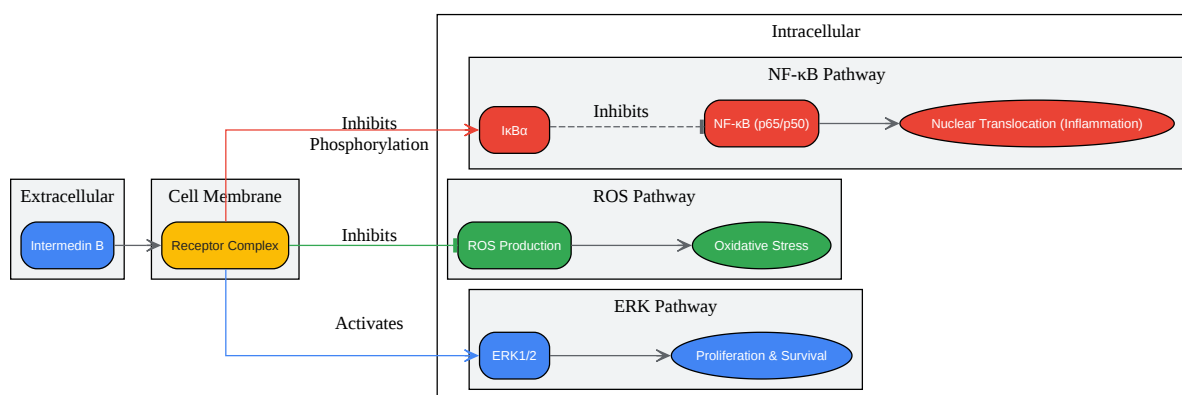 Intracellular
NF-κB Pathway
Inhibits
Phosphorylation
IκBα
Inhibits
NF-κB (p65/p50)
Nuclear Translocation (Inflammation)
Extracellular
Intermedin B
Cell Membrane
Receptor Complex
Inhibits
ROS Pathway
ROS Production
Oxidative Stress
Activates
ERK Pathway
ERK1/2
Proliferation & Survival